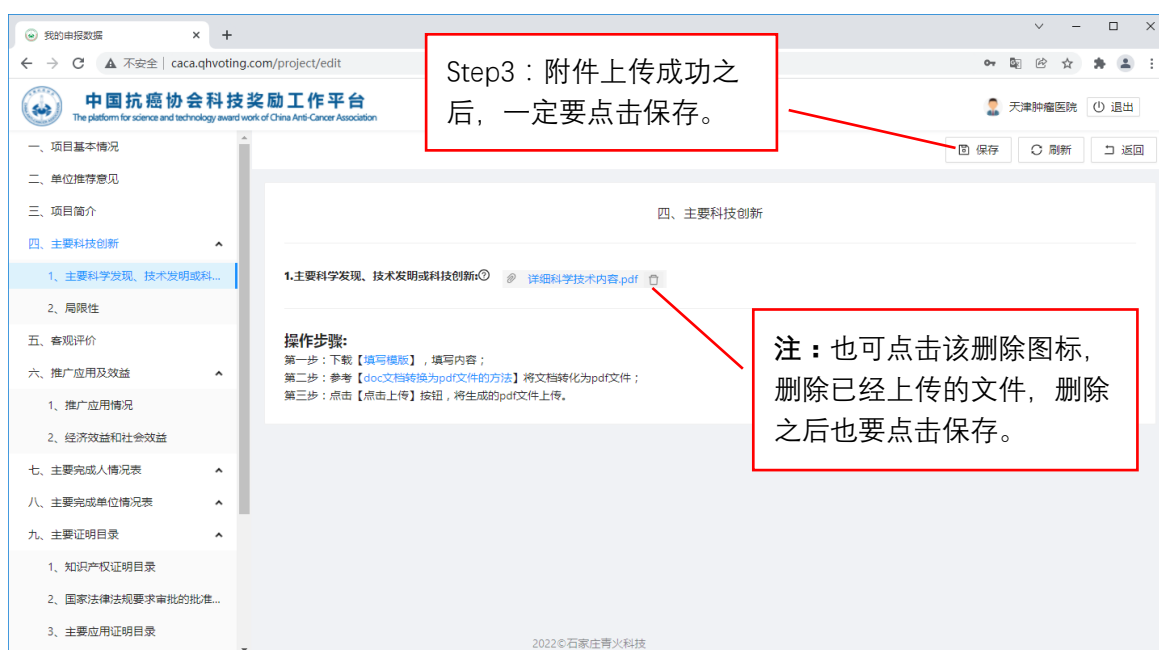 我的申报数据
不安全 | caca.qhvoting.com/project/edit
中国抗癌协会科技奖励工作平台
The platform for science and technology award work of China Anti-Cancer Association
天津肿瘤医院
退出
Step3：附件上传成功之
后，一定要点击保存。
保存
刷新
返回
一、项目基本情况
二、单位推荐意见
三、项目简介
四、主要科技创新
1、主要科学发现、技术发明或科...
2、局限性
五、客观评价
六、推广应用及效益
1、推广应用情况
2、经济效益和社会效益
七、主要完成人情况表
八、主要完成单位情况表
九、主要证明目录
1、知识产权证明目录
2、国家法律法规要求审批的批准...
3、主要应用证明目录
四、主要科技创新
1.主要科学发现、技术发明或科技创新:
详细科学技术内容.pdf
操作步骤:
第一步：下载【填写模版】，填写内容；
第二步：参考【doc文档转换为pdf文件的方法】将文档转化为pdf文件；
第三步：点击【点击上传】按钮，将生成的pdf文件上传。
注：也可点击该删除图标，
删除已经上传的文件，删除
之后也要点击保存。
2022©石家庄青火科技